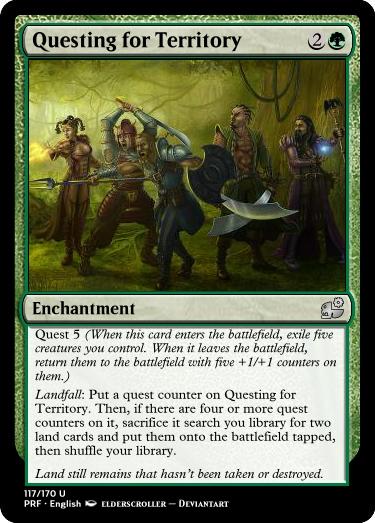 Questing for Territory 2
Enchantment
Quest 5 (When this card enters the battlefield, exile five
creatures you control. When it leaves the battlefield,
return them to the battlefield with five +1/+1 counters on
them.)
Landfall: Put a quest counter on Questing for
Territory. Then, if there are four or more quest
counters on it, sacrifice it search you library for two
land cards and put them onto the battlefield tapped,
then shuffle your library.
Land still remains that hasn't been taken or destroyed.
117/170 U
PRF • English ELDERSCROLLER — DEVIANTART